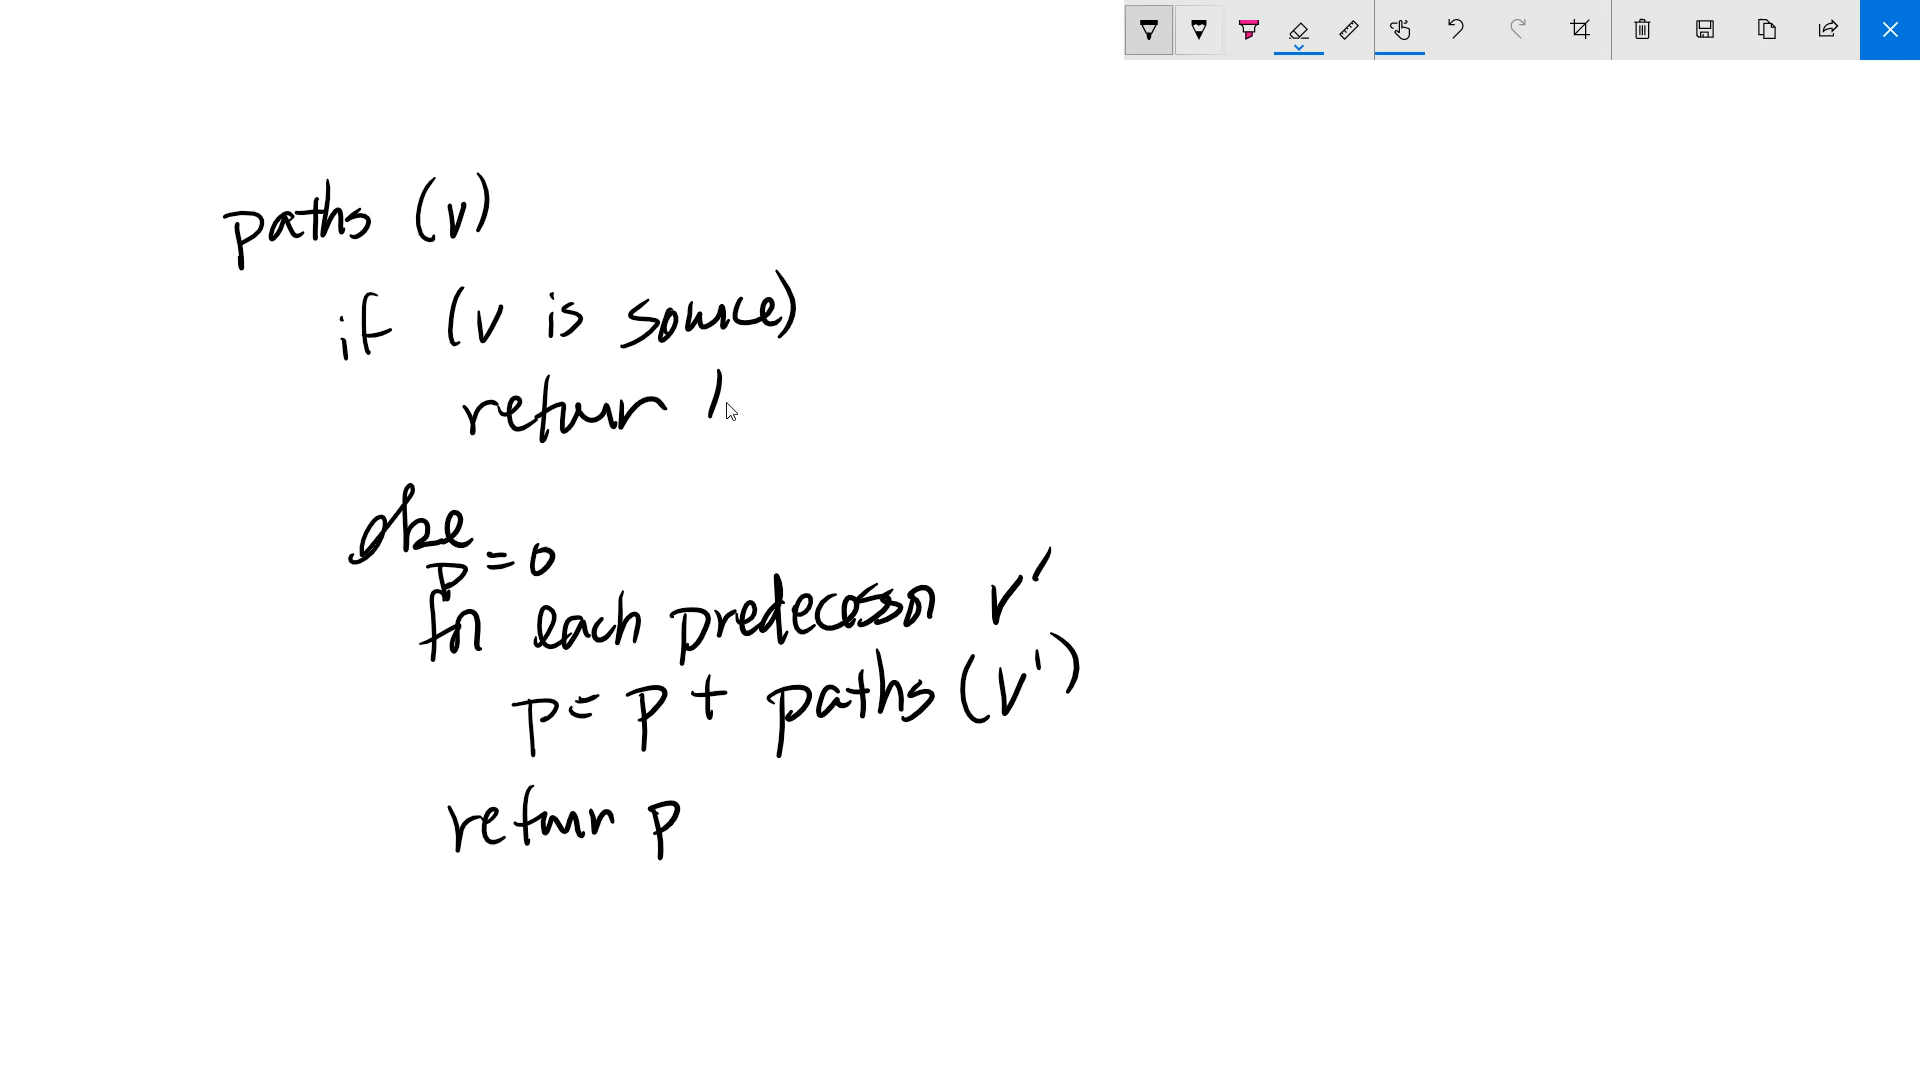 paths (v)
if (v is source)
return 1
else
p = 0
for each predecessor v'
p = p + paths (v')
return p